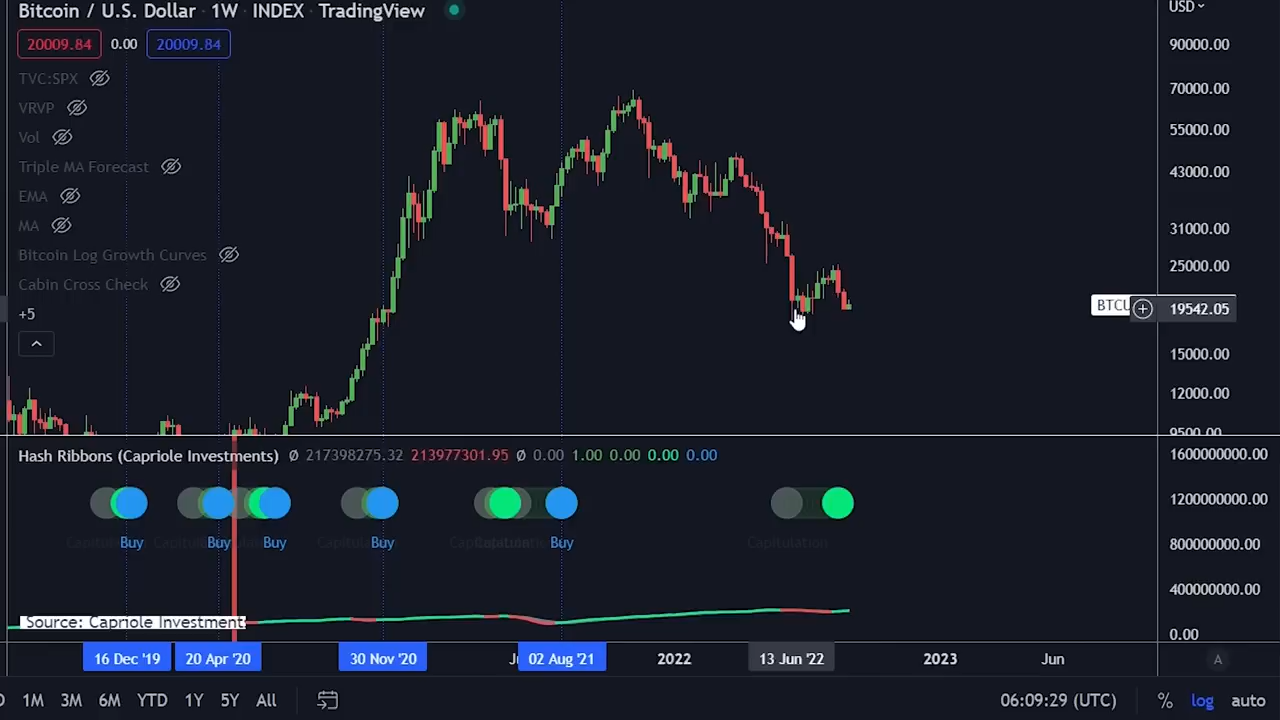 Bitcoin / U.S. Dollar · 1W · INDEX · TradingView
USD
20009.84 0.00 20009.84
TVC:SPX
VRVP
Vol
Triple MA Forecast
EMA
MA
Bitcoin Log Growth Curves
Cabin Cross Check
+5
90000.00
70000.00
55000.00
43000.00
31000.00
25000.00
BTCU 19542.05
15000.00
12000.00
9500.00
Hash Ribbons (Capriole Investments) Ø 217398275.32 213977301.95 Ø 0.00 1.00 0.00 0.00 0.00
1600000000.00
1200000000.00
800000000.00
400000000.00
0.00
Buy Buy Buy Buy Buy Capitulation
Source: Capriole Investment
16 Dec '19 20 Apr '20 30 Nov '20 02 Aug '21 2022 13 Jun '22 2023 Jun A
1M 3M 6M YTD 1Y 5Y All 06:09:29 (UTC) % log auto